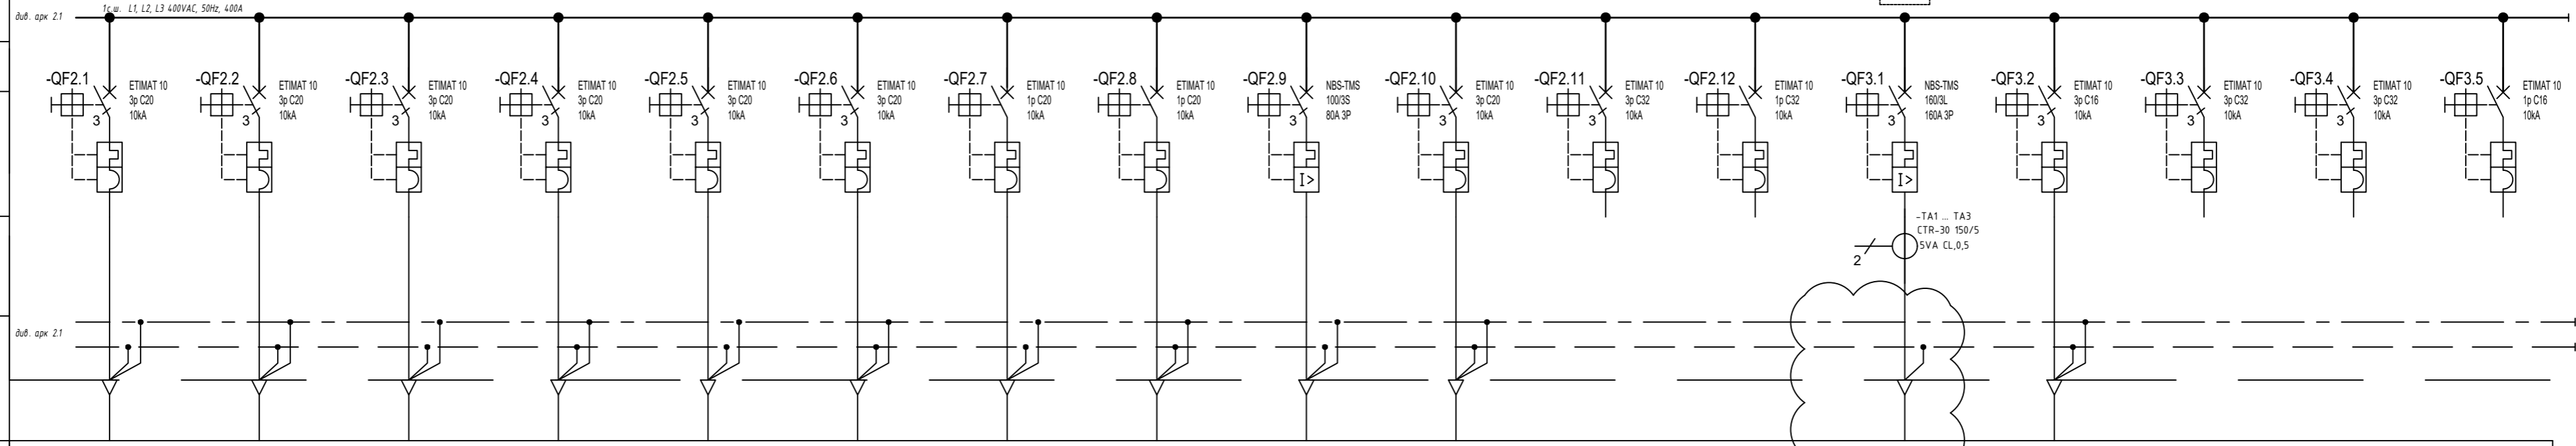 див. арк 2.1
1с.ш. L1, L2, L3 400VAC, 50Hz, 400A
-QF2.1
ETIMAT 10
3p C20
10kA
3
-QF2.2
ETIMAT 10
3p C20
10kA
3
-QF2.3
ETIMAT 10
3p C20
10kA
3
-QF2.4
ETIMAT 10
3p C20
10kA
3
-QF2.5
ETIMAT 10
3p C20
10kA
3
-QF2.6
ETIMAT 10
3p C20
10kA
3
-QF2.7
ETIMAT 10
1p C20
10kA
-QF2.8
ETIMAT 10
1p C20
10kA
-QF2.9
NBS-TMS
100/3S
80A 3P
3
-QF2.10
ETIMAT 10
3p C20
10kA
3
-QF2.11
ETIMAT 10
3p C32
10kA
3
-QF2.12
ETIMAT 10
1p C32
10kA
-QF3.1
NBS-TMS
160/3L
160A 3P
3
-QF3.2
ETIMAT 10
3p C16
10kA
3
-QF3.3
ETIMAT 10
3p C32
10kA
3
-QF3.4
ETIMAT 10
3p C32
10kA
3
-QF3.5
ETIMAT 10
1p C16
10kA
I>
I>
-TA1 ... TA3
CTR-30 150/5
5VA CL,0,5
2
див. арк 2.1